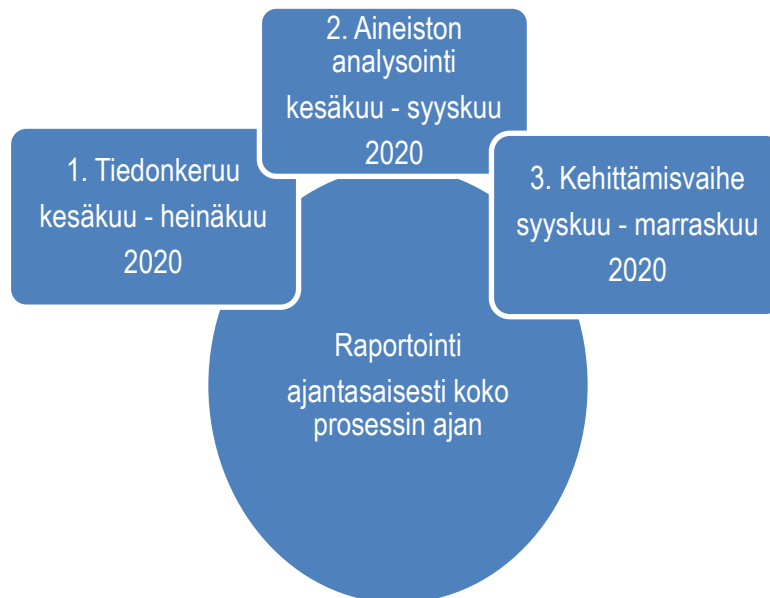 1. Tiedonkeruu
kesäkuu - heinäkuu
2020
2. Aineiston
analysointi
kesäkuu - syyskuu
2020
3. Kehittämisvaihe
syyskuu - marraskuu
2020
Raportointi
ajantasaisesti koko
prosessin ajan